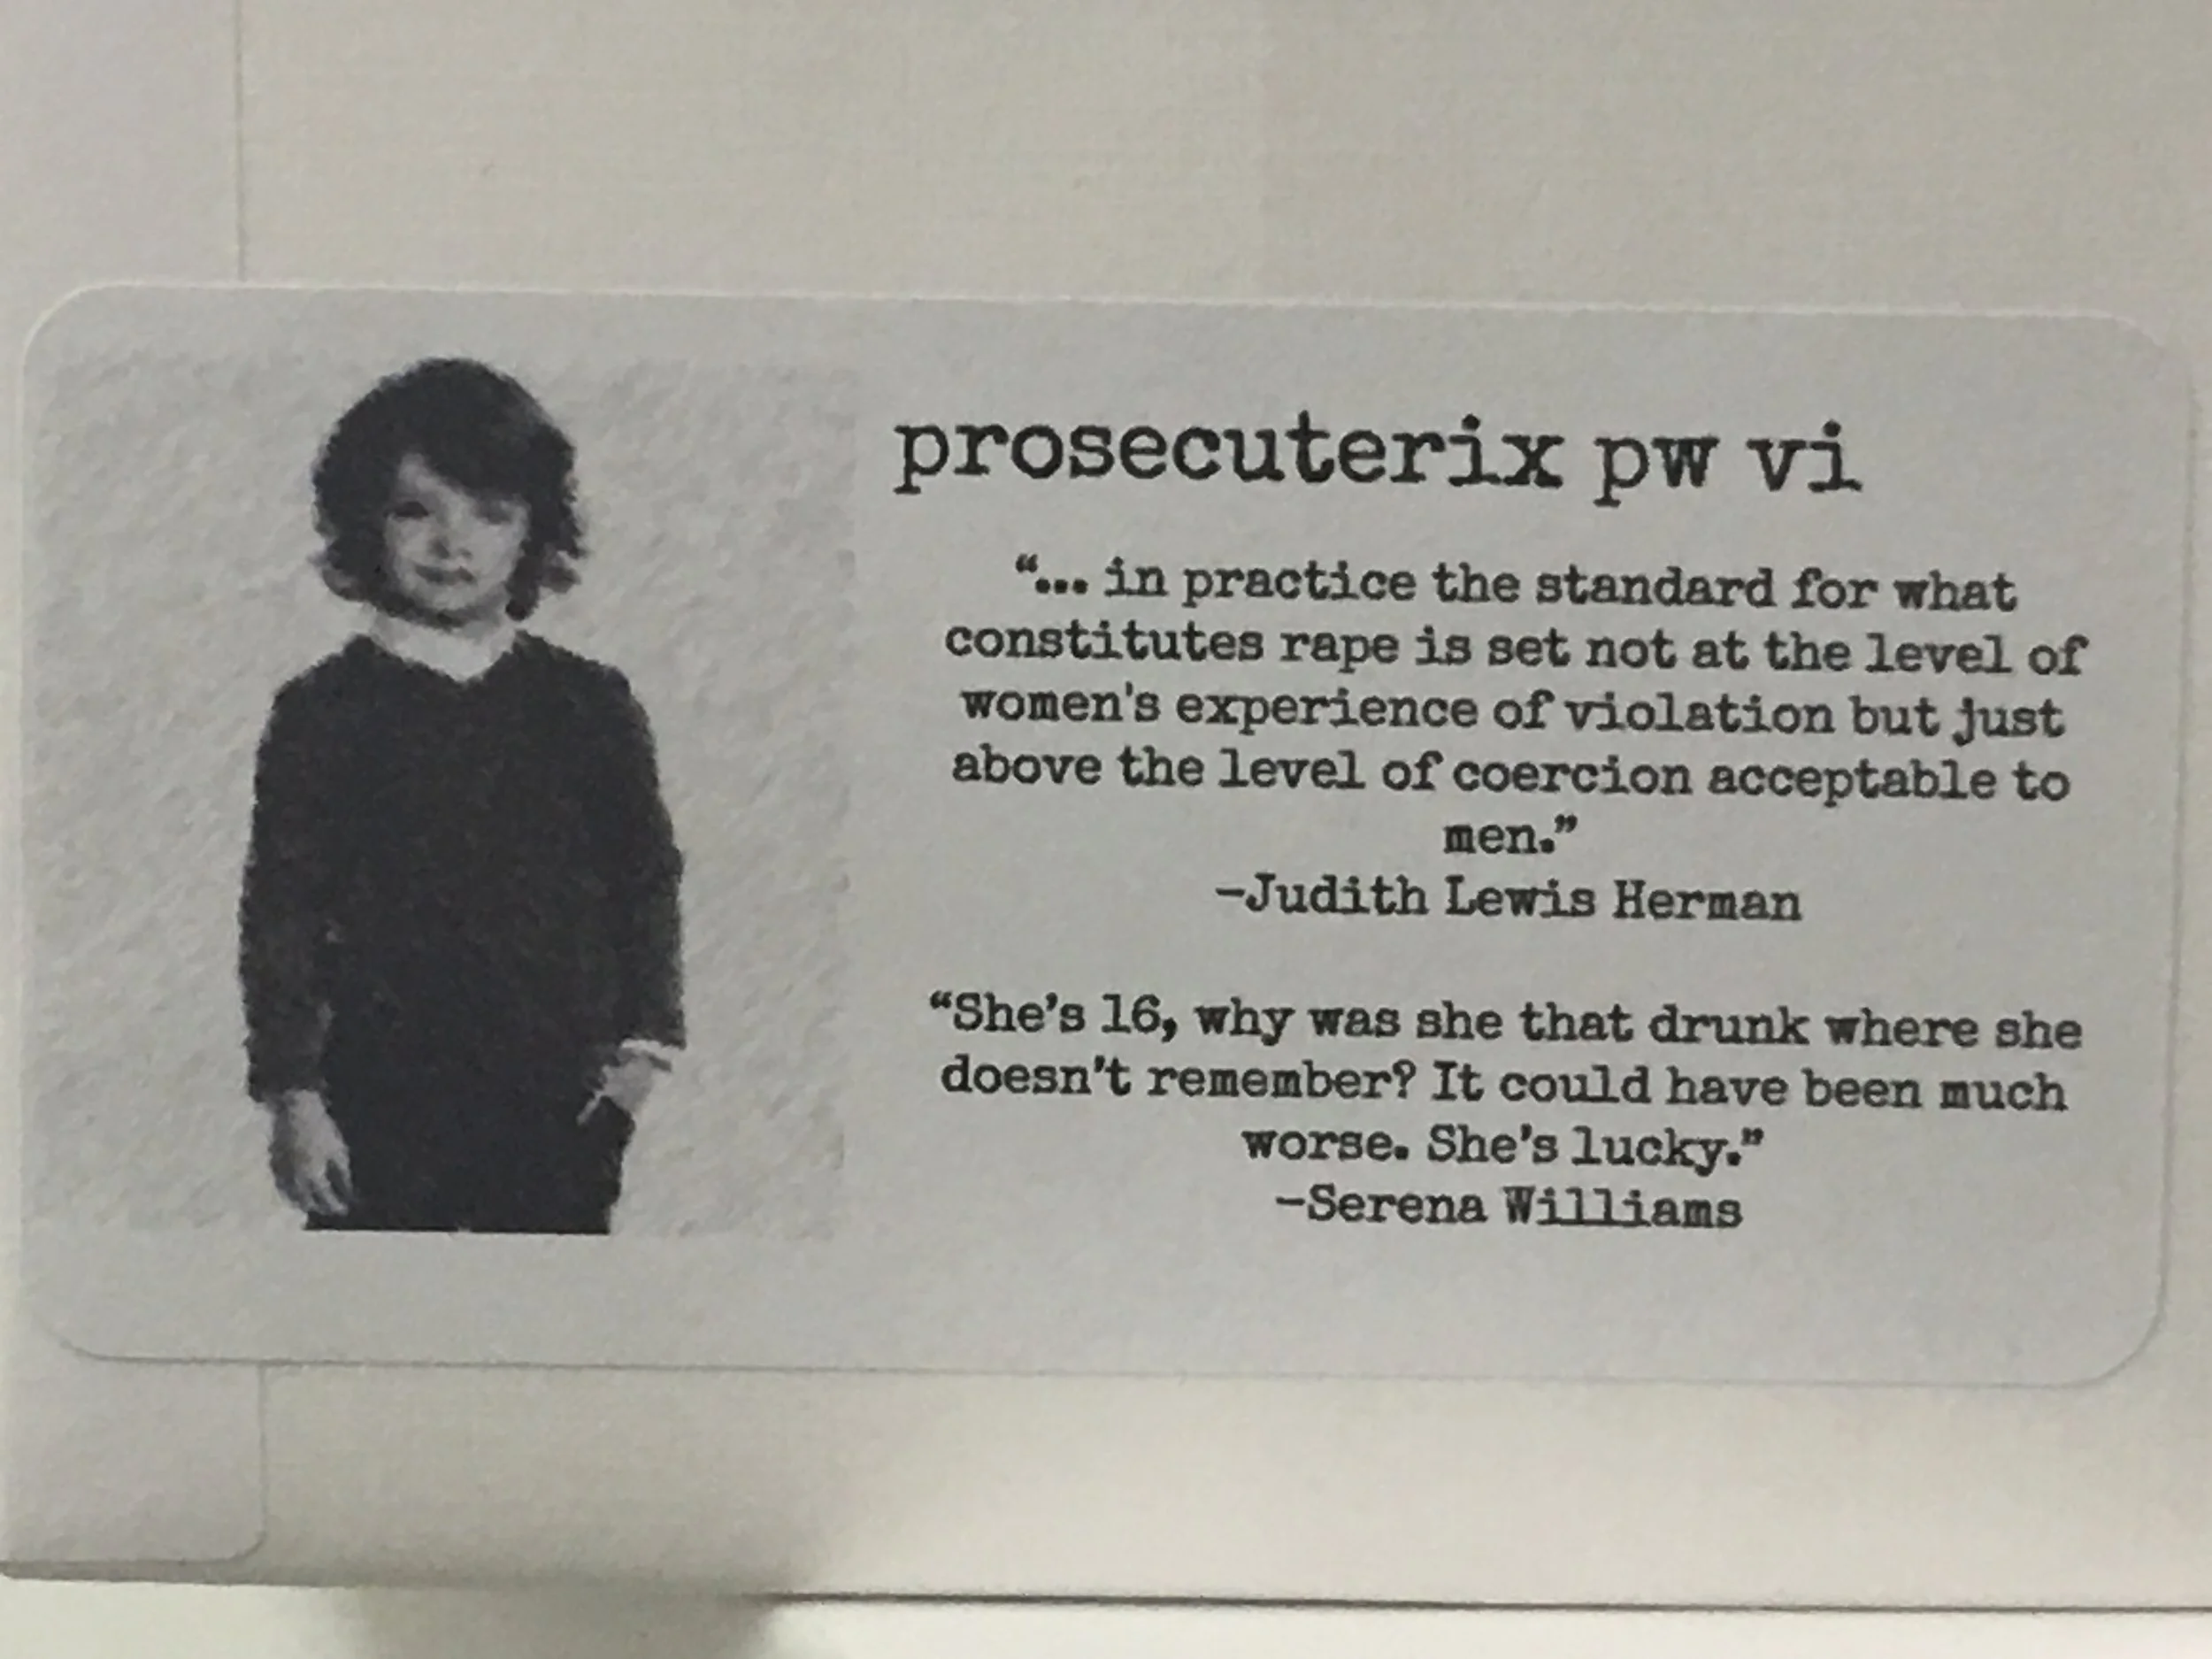 prosecuterix pw vi
“... in practice the standard for what
constitutes rape is set not at the level of
women's experience of violation but just
above the level of coercion acceptable to
men.”
-Judith Lewis Herman
“She's 16, why was she that drunk where she
doesn't remember? It could have been much
worse. She's lucky.”
-Serena Williams